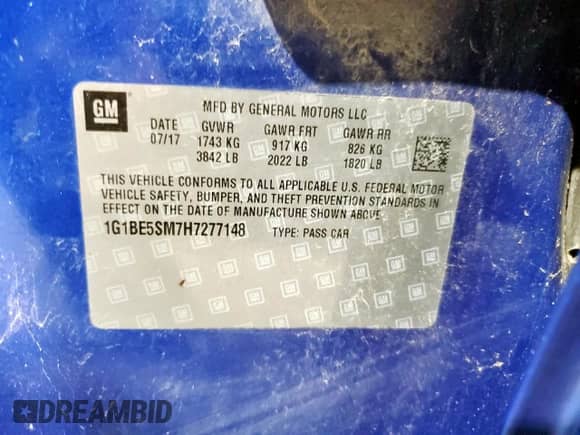 GM
MFD BY GENERAL MOTORS LLC
DATE GVWR GAWR FRT GAWR RR
07/17 1743 KG 917 KG 826 KG
3842 LB 2022 LB 1820 LB
THIS VEHICLE CONFORMS TO ALL APPLICABLE U.S. FEDERAL MOTOR
VEHICLE SAFETY, BUMPER, AND THEFT PREVENTION STANDARDS IN
EFFECT ON THE DATE OF MANUFACTURE SHOWN ABOVE.
1G1BE5SM7H7277148 TYPE: PASS CAR
DREAMBID